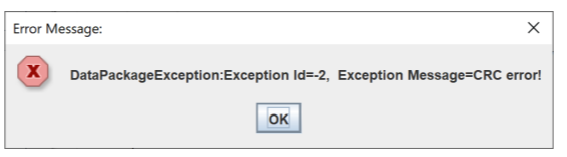 Error Message:
DataPackageException:Exception Id=-2, Exception Message=CRC error!
OK